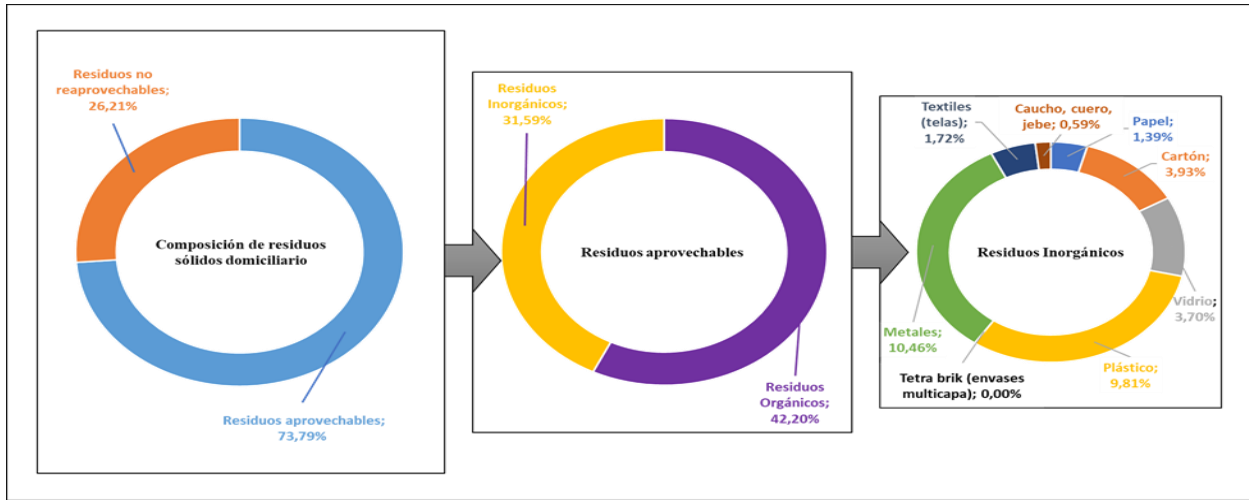 Residuos no
reaprovechables;
26,21%
Composición de residuos
sólidos domiciliario
Residuos aprovechables;
73,79%
Residuos
Inorgánicos;
31,59%
Residuos aprovechables
Residuos
Orgánicos;
42,20%
Textiles
(telas);
1,72%
Caucho, cuero,
jebe; 0,59%
Papel;
1,39%
Cartón;
3,93%
Residuos Inorgánicos
Vidrio;
3,70%
Metales;
10,46%
Plástico;
9,81%
Tetra brik (envases
multicapa); 0,00%